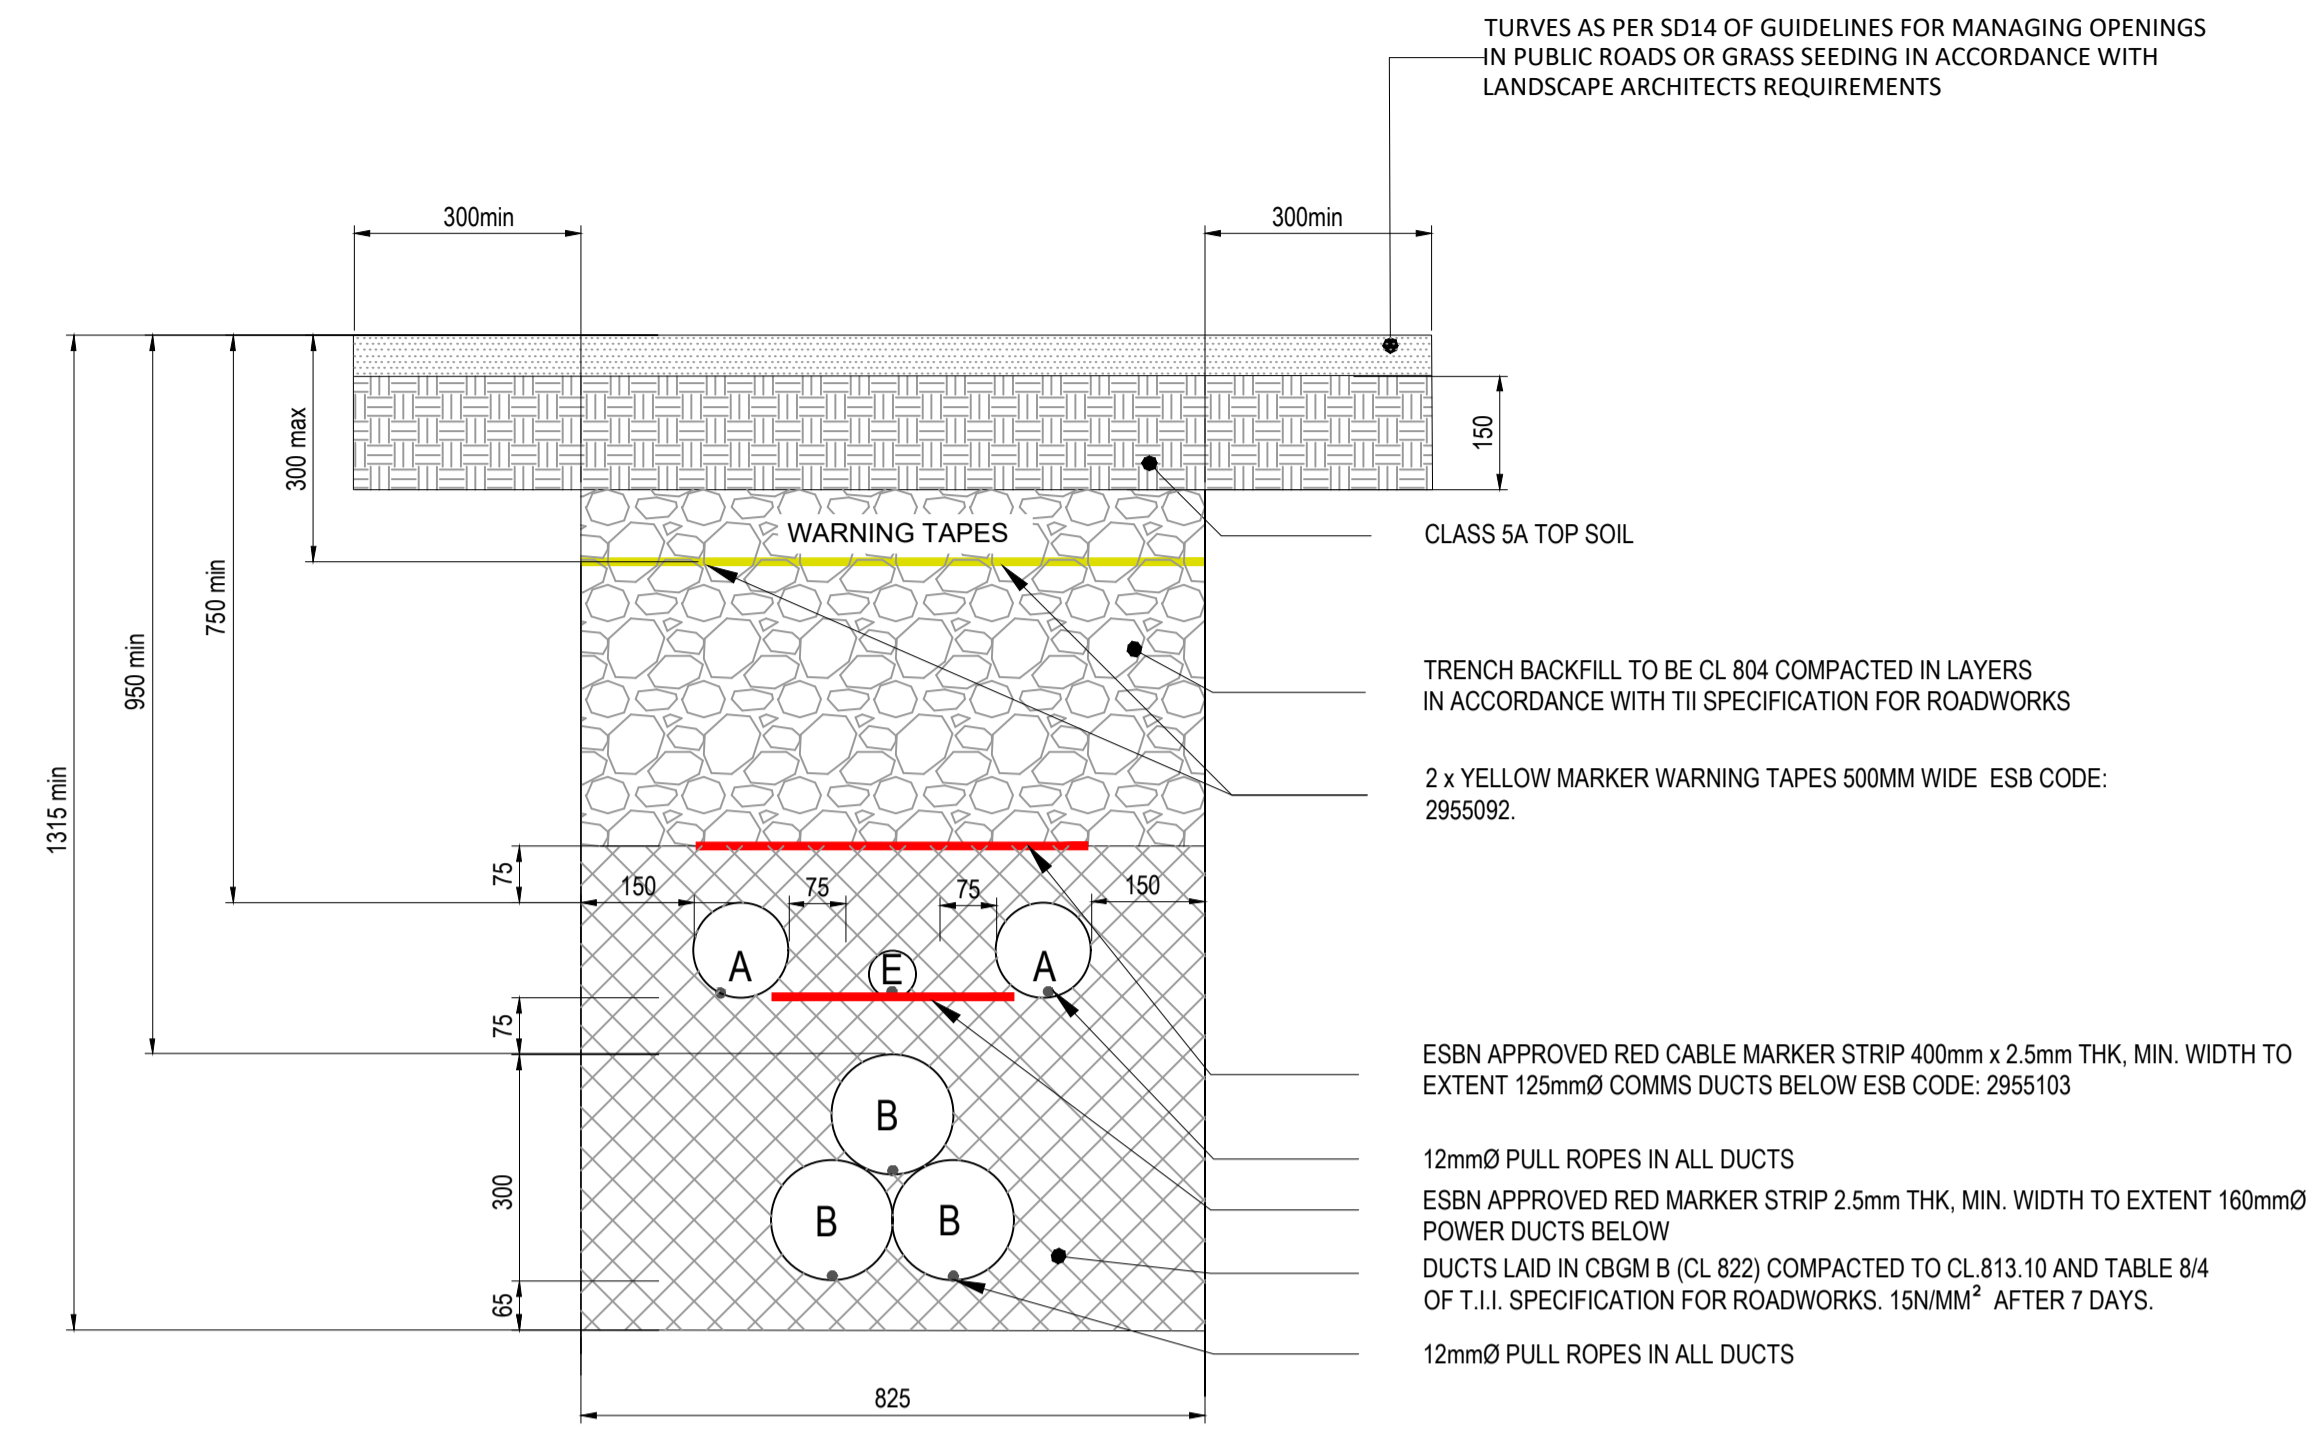 TURVES AS PER SD14 OF GUIDELINES FOR MANAGING OPENINGS
IN PUBLIC ROADS OR GRASS SEEDING IN ACCORDANCE WITH
LANDSCAPE ARCHITECTS REQUIREMENTS
300min
300min
300 max
150
750 min
950 min
1315 min
WARNING TAPES
CLASS 5A TOP SOIL
TRENCH BACKFILL TO BE CL 804 COMPACTED IN LAYERS
IN ACCORDANCE WITH TII SPECIFICATION FOR ROADWORKS
2 x YELLOW MARKER WARNING TAPES 500MM WIDE ESB CODE:
2955092.
75
150
75
75
150
A
E
A
75
ESBN APPROVED RED CABLE MARKER STRIP 400mm x 2.5mm THK, MIN. WIDTH TO
EXTENT 125mmØ COMMS DUCTS BELOW ESB CODE: 2955103
B
12mmØ PULL ROPES IN ALL DUCTS
300
B
B
ESBN APPROVED RED MARKER STRIP 2.5mm THK, MIN. WIDTH TO EXTENT 160mmØ
POWER DUCTS BELOW
65
DUCTS LAID IN CBGM B (CL 822) COMPACTED TO CL.813.10 AND TABLE 8/4
OF T.I.I. SPECIFICATION FOR ROADWORKS. 15N/MM² AFTER 7 DAYS.
12mmØ PULL ROPES IN ALL DUCTS
825